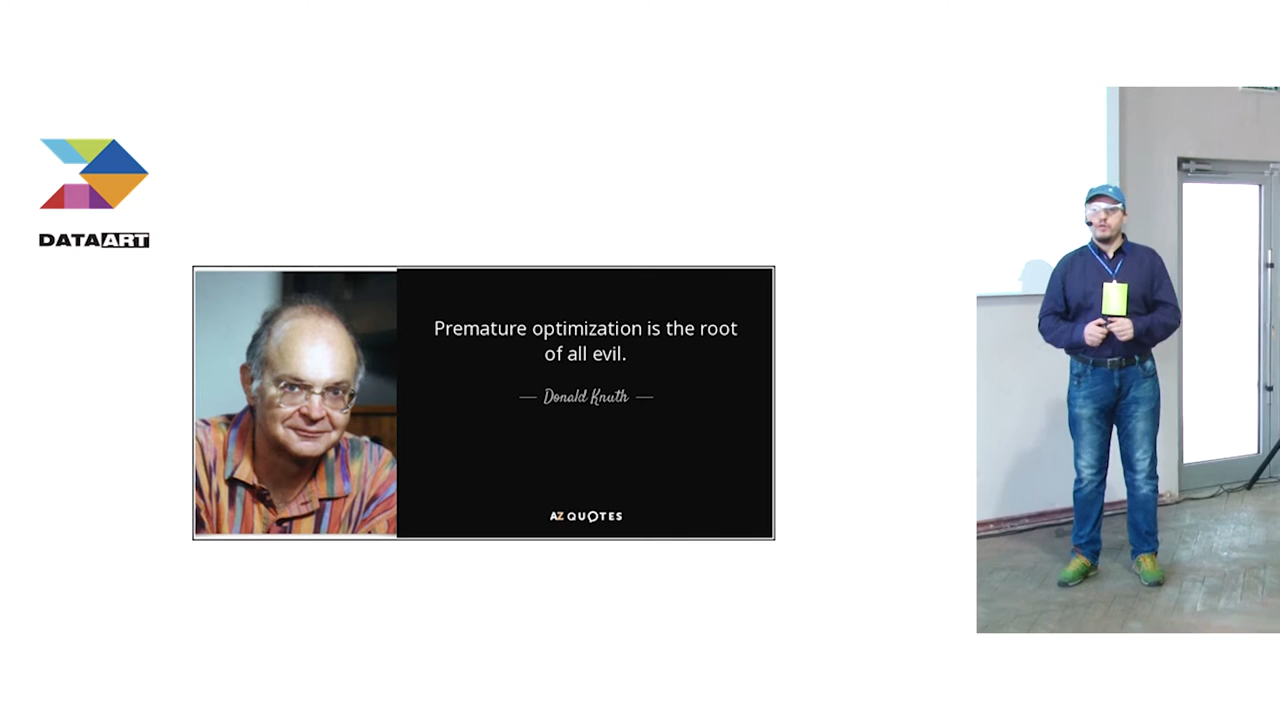 DATAART
Premature optimization is the root
of all evil.
Donald Knuth
AZ QUOTES